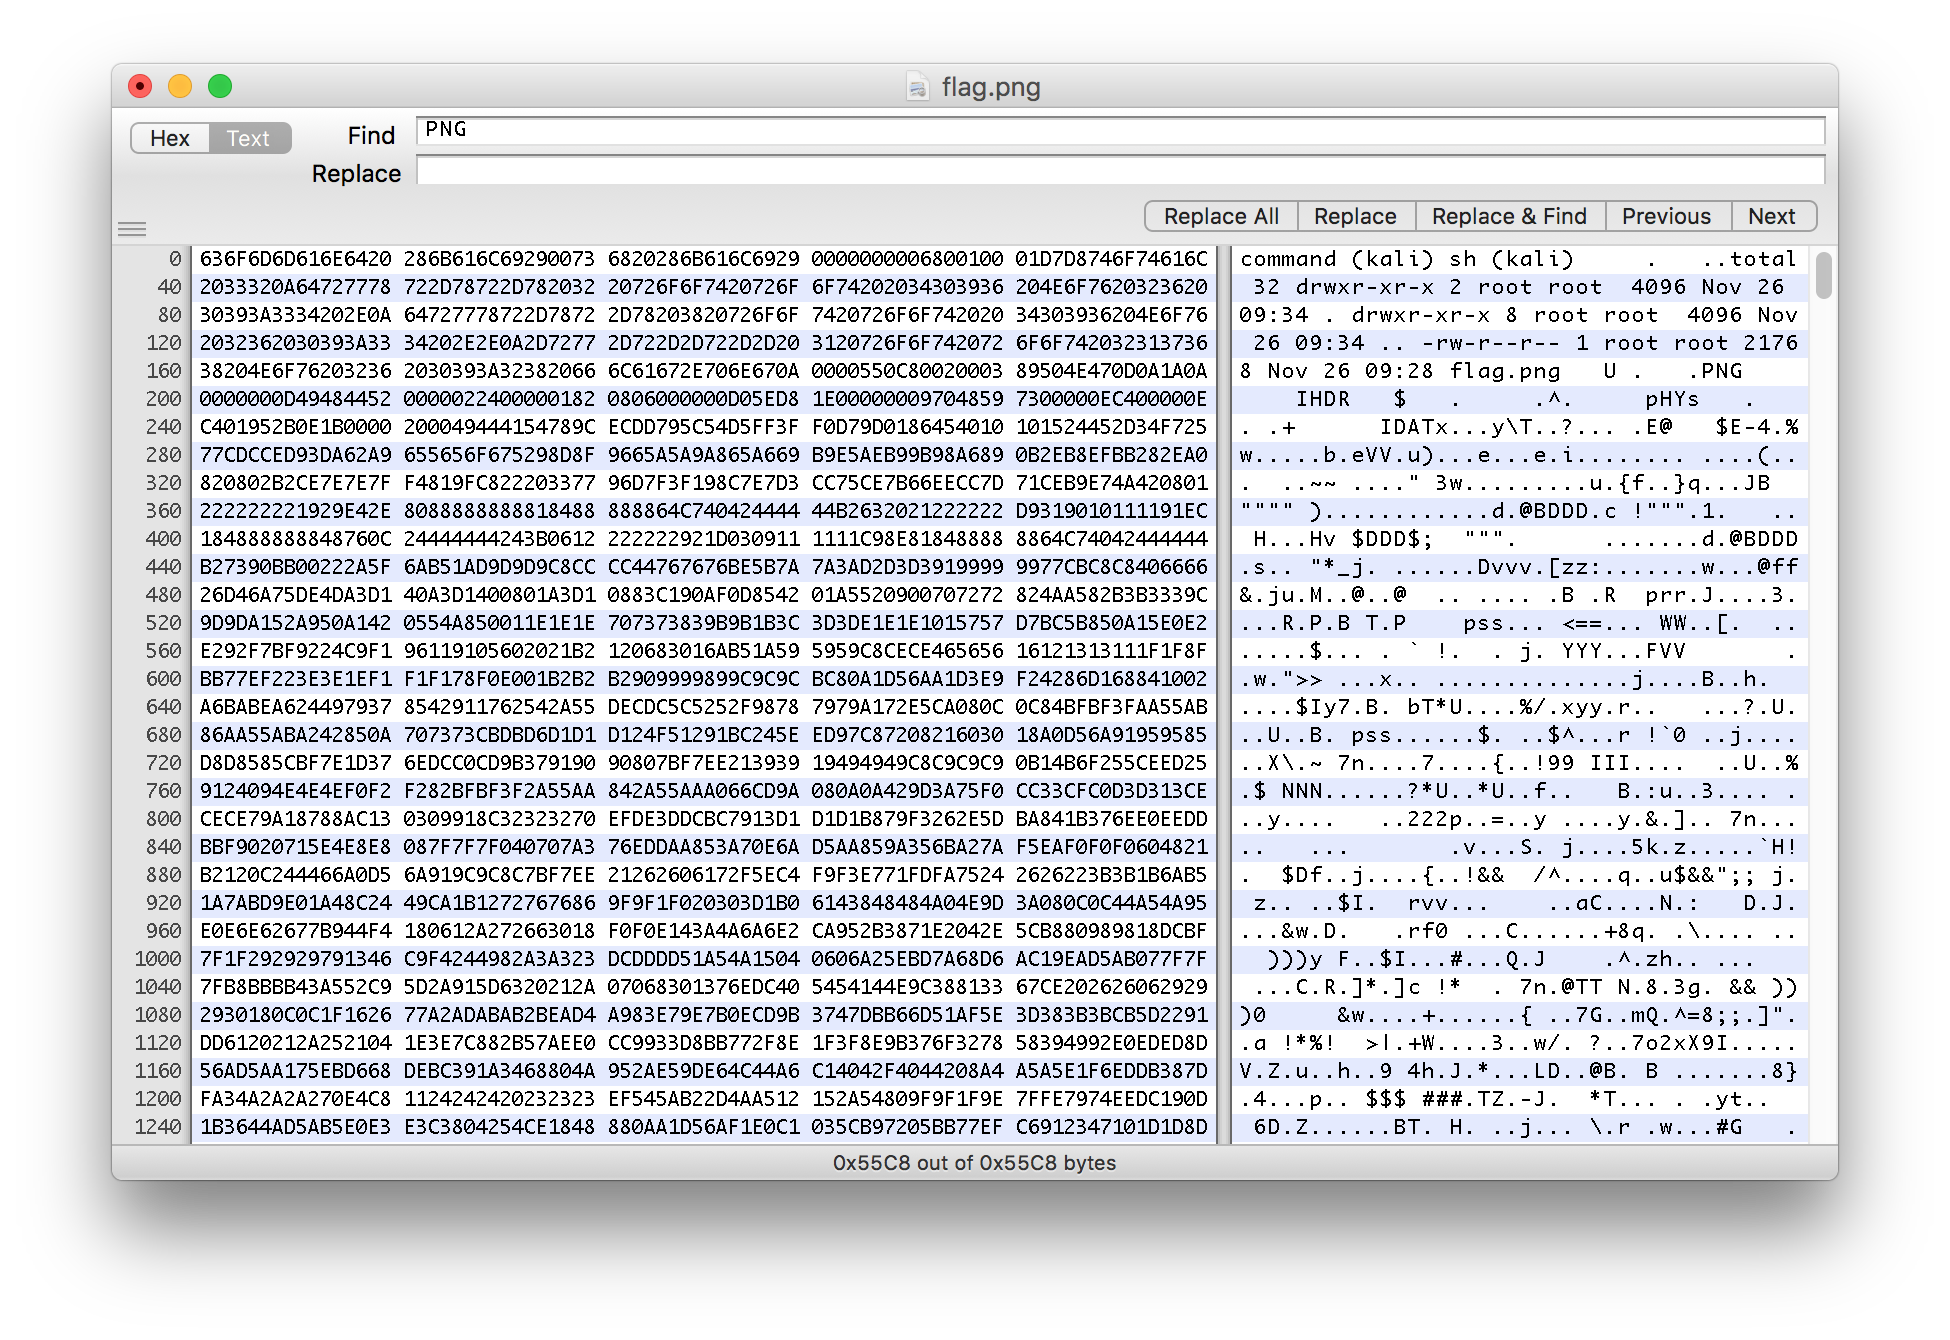 flag.png
Hex Text Find PNG
Replace
Replace All Replace Replace & Find Previous Next
0 636F6D6D616E6420 286B616C69290073 6820286B616C6929 0000000006800100 01D7D8746F74616C command (kali) sh (kali) . ..total
40 2033320A64727778 722D78722D782032 20726F6F7420726F 6F74202034303936 204E6F7620323620 32 drwxr-xr-x 2 root root 4096 Nov 26
80 30393A3334202E0A 64727778722D7872 2D78203820726F6F 7420726F6F742020 34303936204E6F76 09:34 . drwxr-xr-x 8 root root 4096 Nov
120 2032362030393A33 34202E2E0A2D7277 2D722D2D722D2D20 3120726F6F742072 6F6F742032313736 26 09:34 .. -rw-r--r-- 1 root root 2176
160 38204E6F76203236 2030393A32382066 6C61672E706E670A 0000550C80020003 89504E470D0A1A0A 8 Nov 26 09:28 flag.png U . .PNG
200 0000000D49484452 0000022400000182 0806000000D05ED8 1E00000009704859 7300000EC400000E IHDR $ . .^. pHYs .
240 C401952B0E1B0000 200049444154789C ECDD795C54D5FF3F F0D79D0186454010 101524452D34F725 . .+ IDATx...y\T..?... .E@ $E-4.%
280 77CDCCED93DA62A9 655656F675298D8F 9665A5A9A865A669 B9E5AEB99B98A689 0B2EB8EFBB282EA0 w.....b.eVV.u)...e...e.i........ ....(..
320 820802B2CE7E7E7F F4819FC822203377 96D7F3F198C7E7D3 CC75CE7B66EECC7D 71CEB9E74A420801 . ..~~ ...." 3w.........u.{f..}q...JB
360 222222221929E42E 8088888888818488 888864C740424444 44B2632021222222 D9319010111191EC """" )............d.@BDDD.c !""".1. ..
400 184888888848760C 24444444243B0612 222222921D030911 11111C98E8184888 8864C74042444444 H...Hv $DDD$; """. .......d.@BDDD
440 B27390BB00222A5F 6AB51AD9D9D9C8CC CC44767676BE5B7A 7A3AD2D3D3919999 9977CBC8C8406666 .s.. "*_j. ......Dvvv.[zz:.......w...@ff
480 26D46A75DE4DA3D1 40A3D1400801A3D1 0883C190AF0D8542 01A5520900707272 824AA582B3B3339C &.ju.M..@..@ .. .... .B .R prr.J....3.
520 9D9DA152A950A142 0554A850011E1E1E 707373839B9B1B3C 3D3DE1E1E1015757 D7BC5B850A15E0E2 ...R.P.B T.P pss... <==... WW..[. ..
560 E292F7BF9224C9F1 96119105602021B2 120683016AB51A59 5959C8CECE465656 16121313111F1F8F .....$... . ` !. . j. YYY...FVV .
600 BB77EF223E3E1EF1 F1F178F0E001B2B2 B2909999899C9C9C BC80A1D56AA1D3E9 F24286D168841002 .w.">> ...x.. ..............j....B..h.
640 A6BABEA624497937 8542911762542A55 DECDC5C5252F9878 7979A172E5CA080C 0C84BFBF3FAA55AB ....$Iy7.B. bT*U....%/.xyy.r.. ...?.U.
680 86AA55ABA242850A 707373CBDBD6D1D1 D124F51291BC245E ED97C87208216030 18A0D56A91959585 ..U..B. pss......$. ..$^...r !`0 ..j....
720 D8D8585CBF7E1D37 6EDCC0CD9B379190 90807BF7EE213939 19494949C8C9C9C9 0B14B6F255CEED25 ..X\.~ 7n....7....{..!99 III.... ..U..%
760 9124094E4E4EF0F2 F282BFBF3F2A55AA 842A55AAA066CD9A 080A0A429D3A75F0 CC33CFC0D3D313CE .$ NNN......?*U..*U..f.. B.:u..3.... .
800 CECE79A18788AC13 0309918C32323270 EFDE3DDCBC7913D1 D1D1B879F3262E5D BA841B376EE0EEDD ..y.... ..222p..=..y ....y.&.].. 7n...
840 BBF9020715E4E8E8 087F7F7F040707A3 76EDDAA853A70E6A D5AA859A356BA27A F5EAF0F0F0604821 .. ... .v...S. j....5k.z.....`H!
880 B2120C244466A0D5 6A919C9C8C7BF7EE 21262606172F5EC4 F9F3E771FDFA7524 2626223B3B1B6AB5 . $Df..j....{..!&& /^....q..u$&&";; j.
920 1A7ABD9E01A48C24 49CA1B1272767686 9F9F1F020303D1B0 6143848484A04E9D 3A080C0C44A54A95 z.. ..$I. rvv... ..aC....N.: D.J.
960 E0E6E62677B944F4 180612A272663018 F0F0E143A4A6A6E2 CA952B3871E2042E 5CB880989818DCBF ...&w.D. .rf0 ...C......+8q. .\.... ..
1000 7F1F292929791346 C9F4244982A3A323 DCDDDD51A54A1504 0606A25EBD7A68D6 AC19EAD5AB077F7F )))y F..$I...#...Q.J .^.zh.. ...
1040 7FB8BBBB43A552C9 5D2A915D6320212A 07068301376EDC40 5454144E9C388133 67CE202626062929 ...C.R.]*.]c !* . 7n.@TT N.8.3g. && ))
1080 2930180C0C1F1626 77A2ADABAB2BEAD4 A983E79E7B0ECD9B 3747DBB66D51AF5E 3D383B3BCB5D2291 )0 &w....+......{ ..7G..mQ.^=8;;.]".
1120 DD6120212A252104 1E3E7C882B57AEE0 CC9933D8BB772F8E 1F3F8E9B376F3278 58394992E0EDED8D .a !*%! >|.+W....3..w/. ?..7o2xX9I.....
1160 56AD5AA175EBD668 DEBC391A3468804A 952AE59DE64C44A6 C14042F4044208A4 A5A5E1F6EDDB387D V.Z.u..h..9 4h.J.*...LD..@B. B .......8}
1200 FA34A2A2A270E4C8 1124242420232323 EF545AB22D4AA512 152A54809F9F1F9E 7FFE7974EEDC190D .4...p.. $$$ ###.TZ.-J. *T... . .yt..
1240 1B3644AD5AB5E0E3 E3C3804254CE1848 880AA1D56AF1E0C1 035CB97205BB77EF C6912347101D1D8D 6D.Z......BT. H. ..j... \.r .w...#G .
0x55C8 out of 0x55C8 bytes